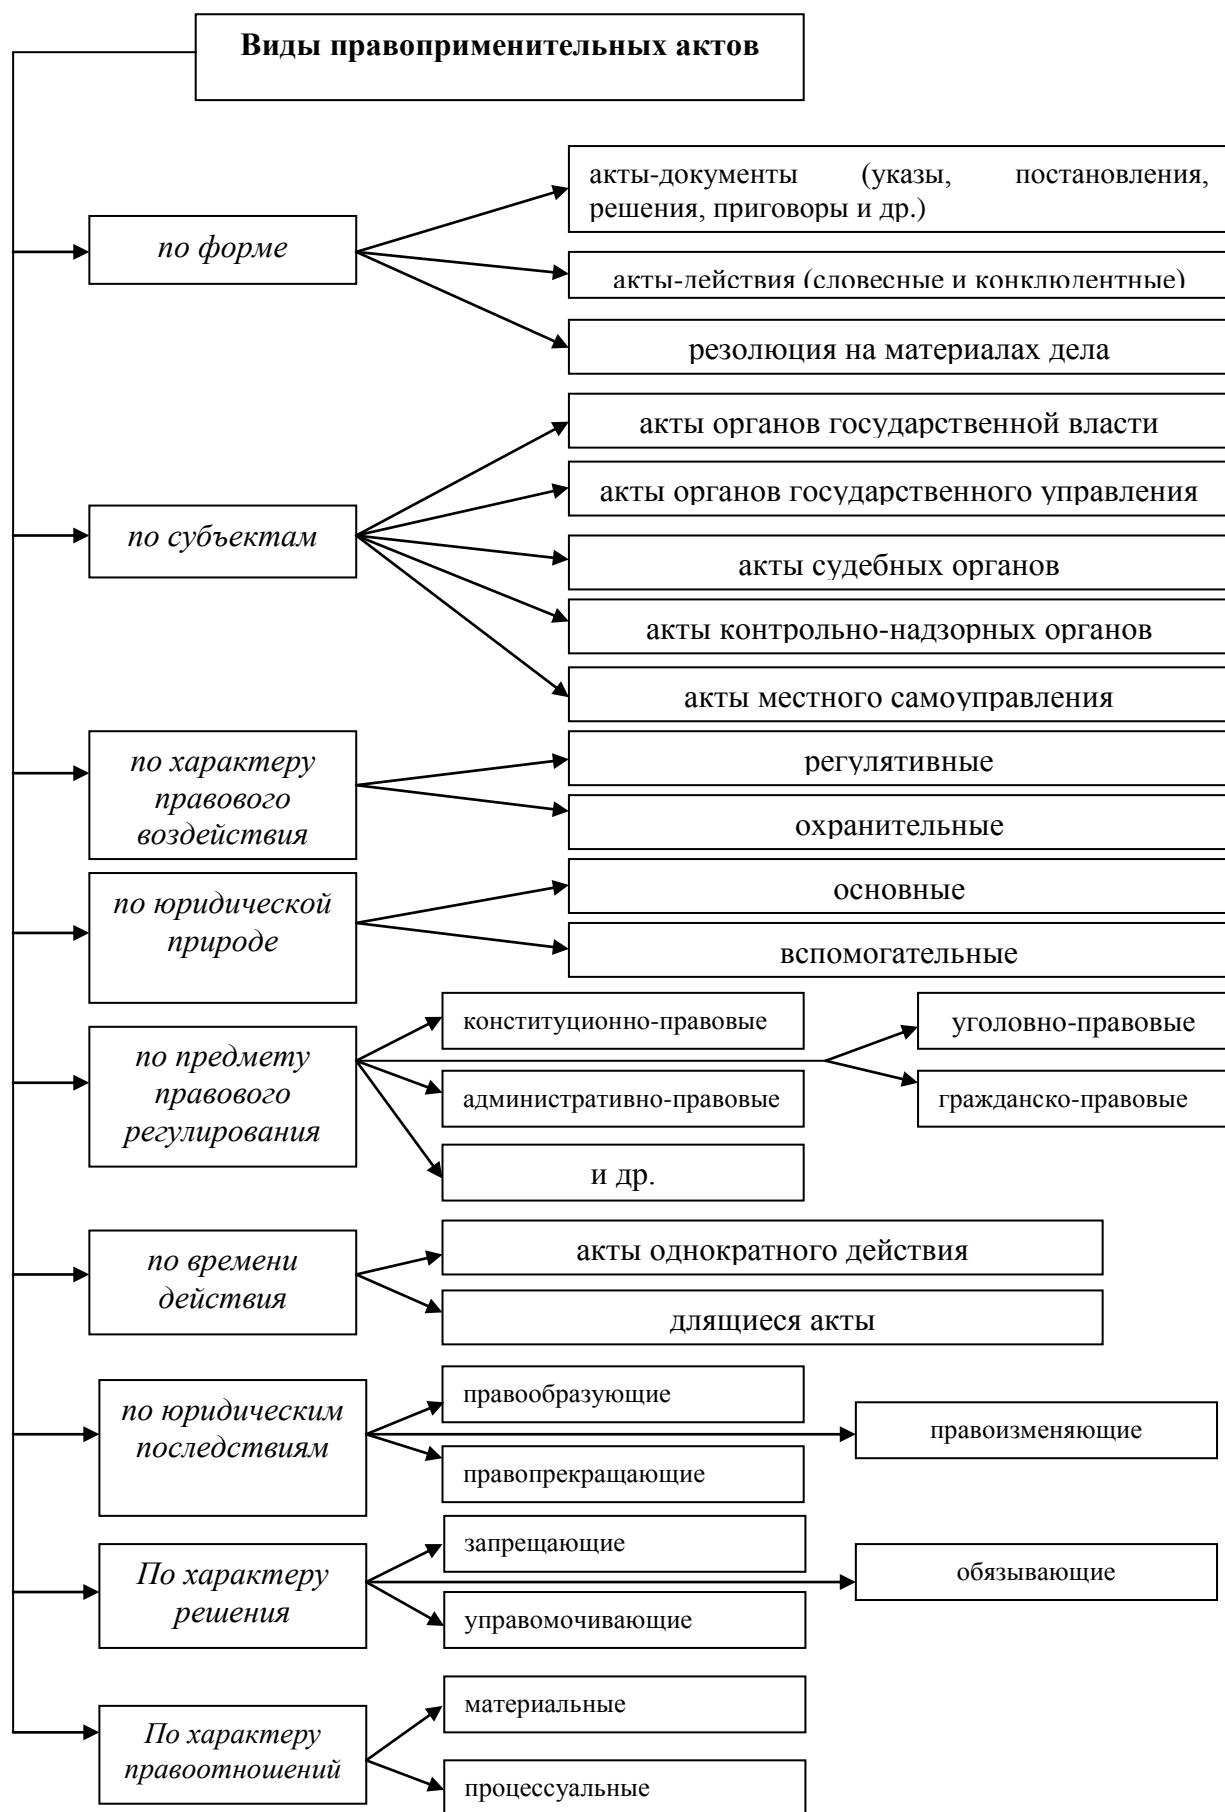 Виды правоприменительных актов
по форме
акты-документы (указы, постановления,
решения, приговоры и др.)
акты-действия (словесные и конклюдентные)
резолюция на материалах дела
по субъектам
акты органов государственной власти
акты органов государственного управления
акты судебных органов
акты контрольно-надзорных органов
акты местного самоуправления
по характеру
правового
воздействия
регулятивные
охранительные
по юридической
природе
основные
вспомогательные
по предмету
правового
регулирования
конституционно-правовые
уголовно-правовые
административно-правовые
гражданско-правовые
и др.
по времени
действия
акты однократного действия
длящиеся акты
по юридическим
последствиям
правообразующие
правоизменяющие
правопрекращающие
По характеру
решения
запрещающие
обязывающие
управомочивающие
По характеру
правоотношений
материальные
процессуальные